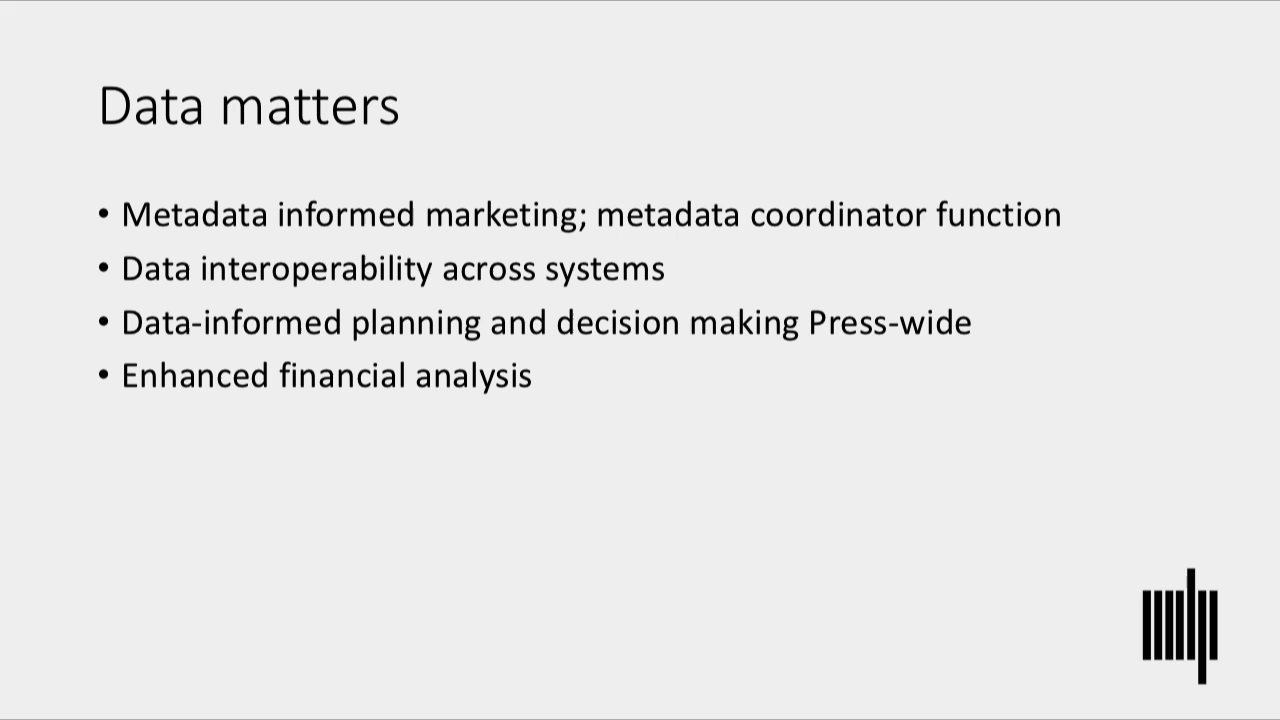 Data matters
• Metadata informed marketing; metadata coordinator function
• Data interoperability across systems
• Data-informed planning and decision making Press-wide
• Enhanced financial analysis